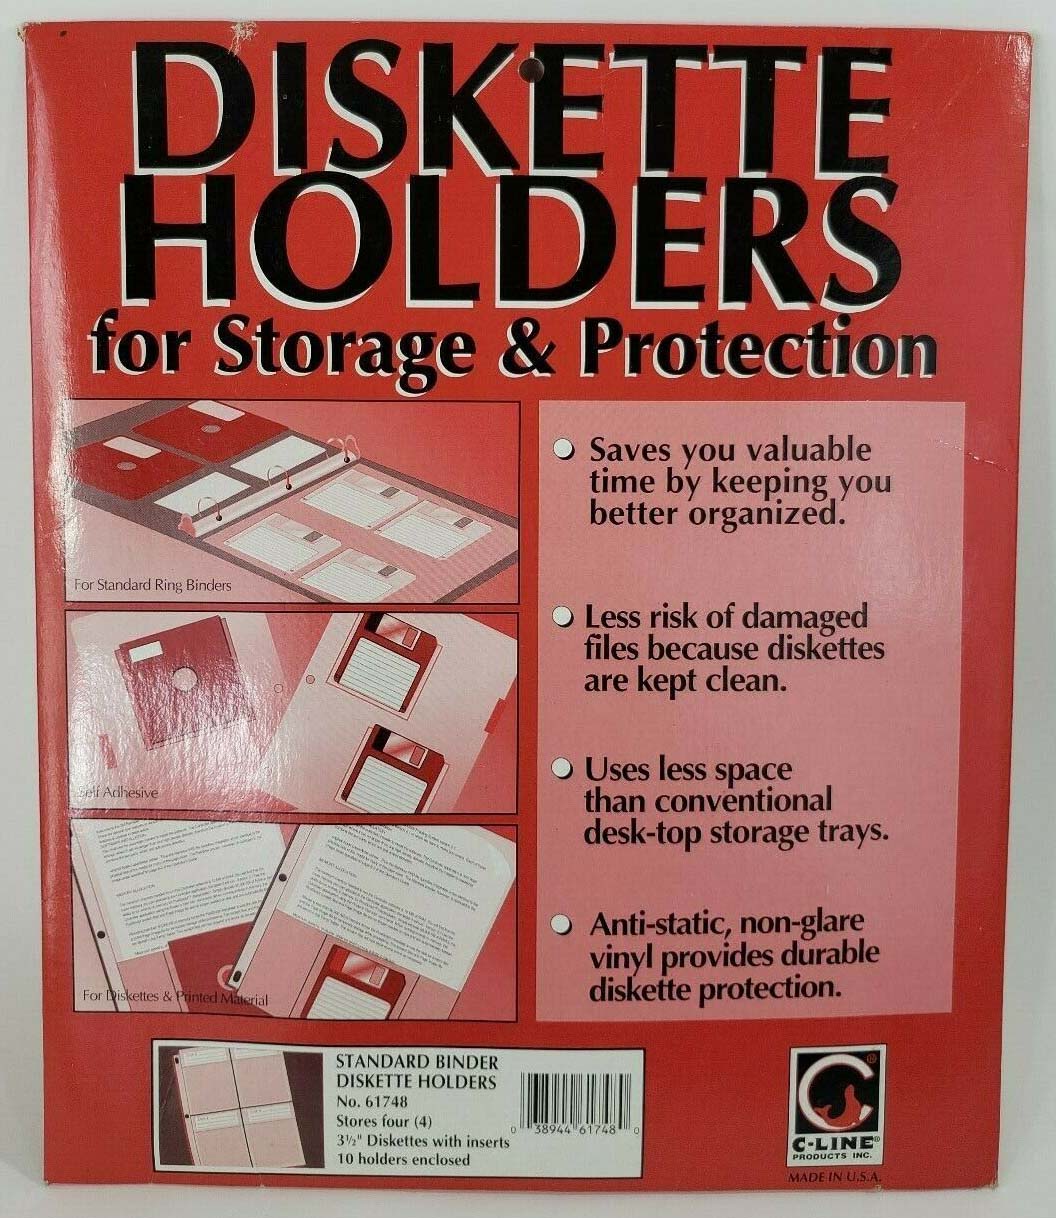 DISKETTE
HOLDERS
for Storage & Protection
For Standard Ring Binders
Self Adhesive
For Diskettes & Printed Material
Saves you valuable
time by keeping you
better organized.
Less risk of damaged
files because diskettes
are kept clean.
Uses less space
than conventional
desk-top storage trays.
Anti-static, non-glare
vinyl provides durable
diskette protection.
STANDARD BINDER
DISKETTE HOLDERS
No. 61748
Stores four (4)
3½" Diskettes with inserts
10 holders enclosed
0 38944 61748 0
C-LINE®
PRODUCTS INC.
MADE IN U.S.A.